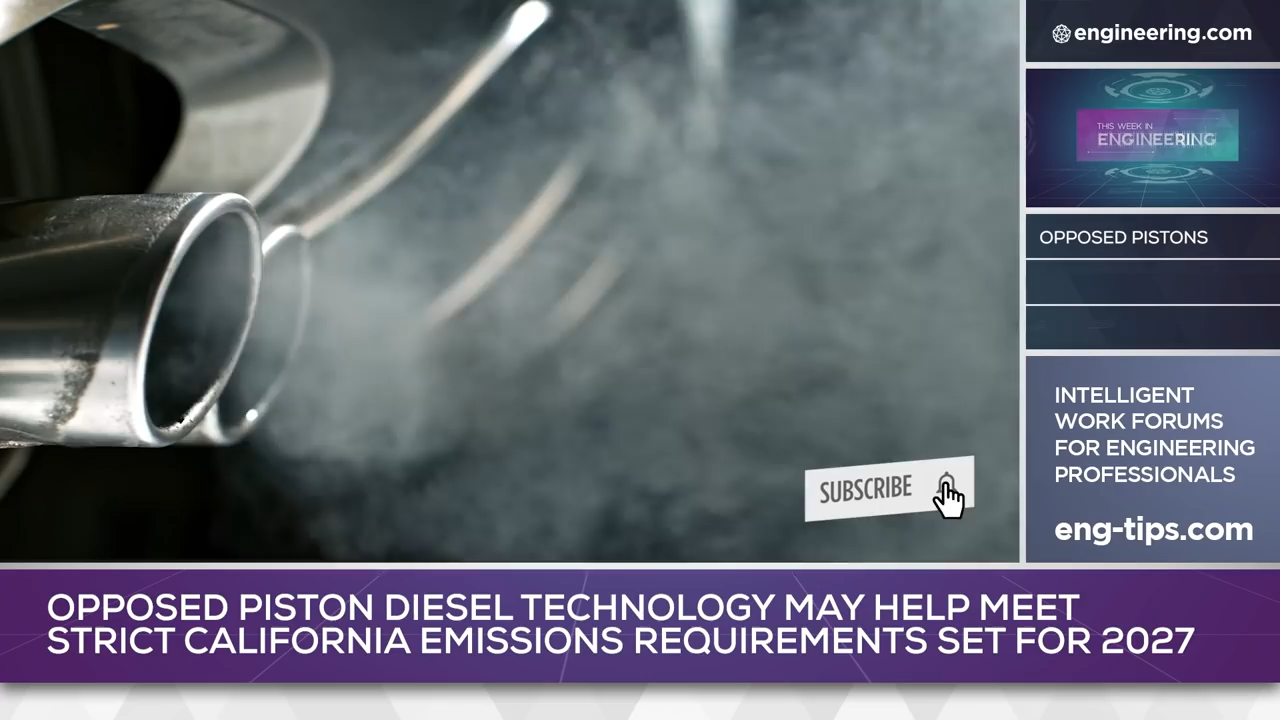 engineering.com
THIS WEEK IN
ENGINEERING
OPPOSED PISTONS
INTELLIGENT
WORK FORUMS
FOR ENGINEERING
PROFESSIONALS
eng-tips.com
SUBSCRIBE
OPPOSED PISTON DIESEL TECHNOLOGY MAY HELP MEET
STRICT CALIFORNIA EMISSIONS REQUIREMENTS SET FOR 2027